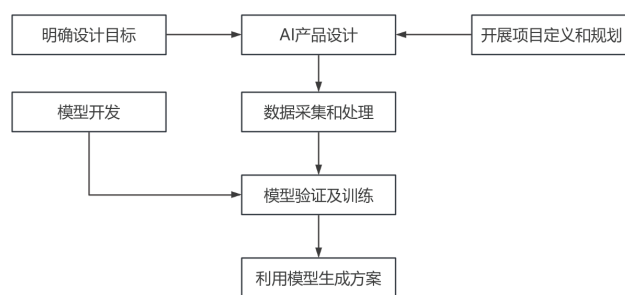 明确设计目标
AI产品设计
开展项目定义和规划
模型开发
数据采集和处理
模型验证及训练
利用模型生成方案